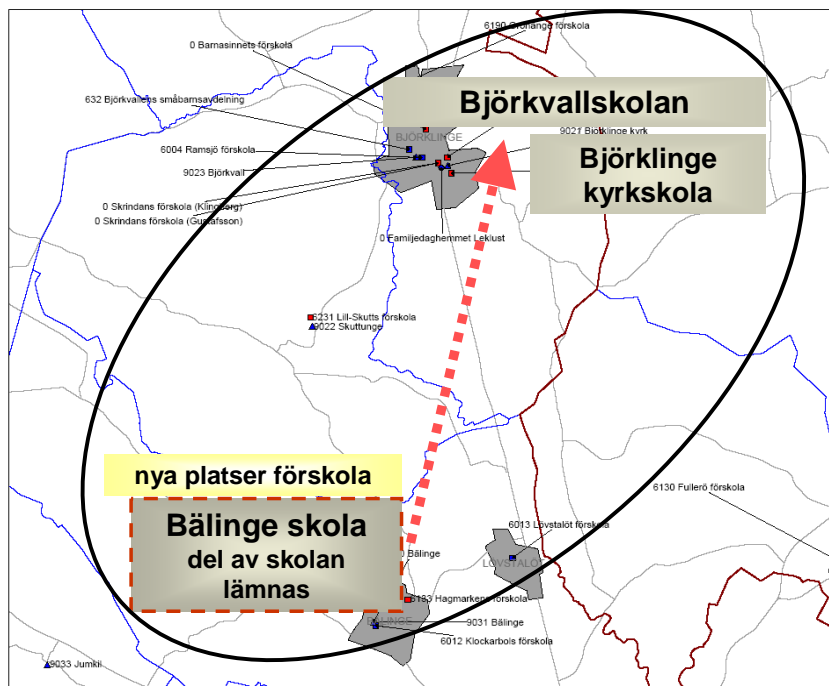 6190 Grönänge förskola
0 Barnasinnets förskola
632 Björkvallens småbarnsavdelning
Björkvallskolan
BJÖRKLINGE
9021 Björklinge kyrk
6004 Ramsjö förskola
9023 Björkvall
Björklinge
kyrkskola
0 Skrindans förskola (Klingberg)
0 Skrindans förskola (Gustafsson)
0 Familjedaghemmet Leklust
6231 Lill-Skutts förskola
9022 Skuttunge
nya platser förskola
6130 Fullerö förskola
Bälinge skola
del av skolan
lämnas
6013 Lövstalöt förskola
Bälinge
LÖVSTALÖT
6183 Hagmarkens förskola
BÄLINGE
9031 Bälinge
6012 Klockarbols förskola
9033 Jumkil